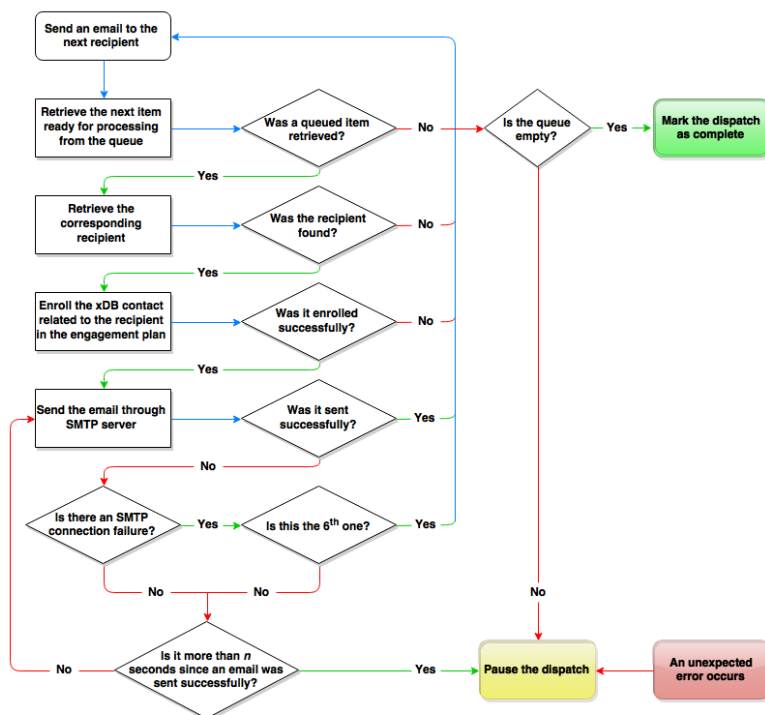 Send an email to the
next recipient
Retrieve the next item
ready for processing
from the queue
Was a queued item
retrieved?
No
Is the queue
empty?
Yes
Mark the dispatch
as complete
Yes
Retrieve the
corresponding
recipient
Was the recipient
found?
No
Yes
Enroll the xDB contact
related to the recipient
in the engagement plan
Was it enrolled
successfully?
No
Yes
Send the email through
SMTP server
Was it sent
successfully?
Yes
No
Is there an SMTP
connection failure?
Yes
Is this the 6th one?
Yes
No
No
No
Is it more than n
seconds since an email was
sent successfully?
No
Yes
Pause the dispatch
An unexpected
error occurs